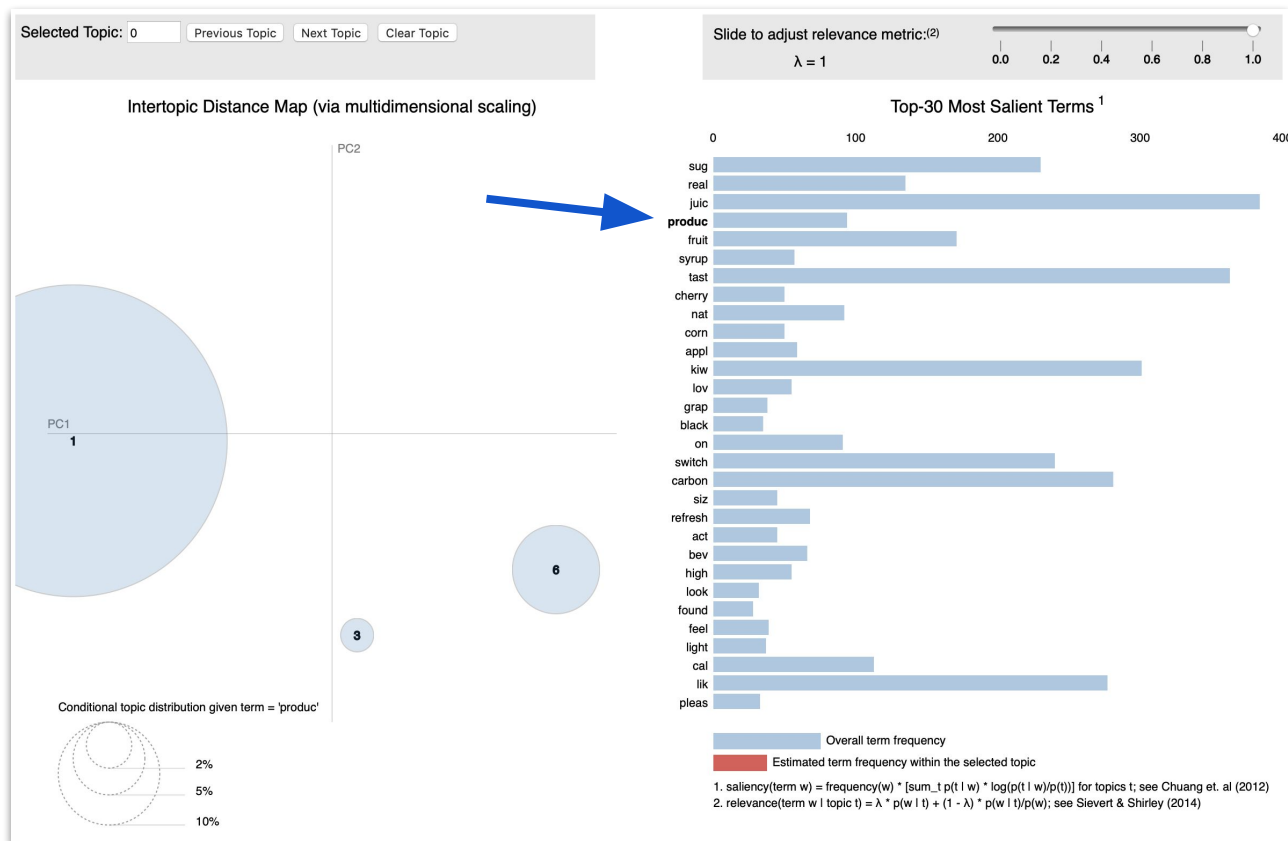 Selected Topic: 0 Previous Topic Next Topic Clear Topic
Slide to adjust relevance metric:(2)
λ = 1
0.0 0.2 0.4 0.6 0.8 1.0
Intertopic Distance Map (via multidimensional scaling)
PC2
PC1
1
6
3
Conditional topic distribution given term = 'produc'
2%
5%
10%
Top-30 Most Salient Terms 1
0 100 200 300 400
sug
real
juic
produc
fruit
syrup
tast
cherry
nat
corn
appl
kiw
lov
grap
black
on
switch
carbon
siz
refresh
act
bev
high
look
found
feel
light
cal
lik
pleas
Overall term frequency
Estimated term frequency within the selected topic
1. saliency(term w) = frequency(w) * [sum_t p(t | w) * log(p(t | w)/p(t))] for topics t; see Chuang et. al (2012)
2. relevance(term w | topic t) = λ * p(w | t) + (1 - λ) * p(w | t)/p(w); see Sievert & Shirley (2014)